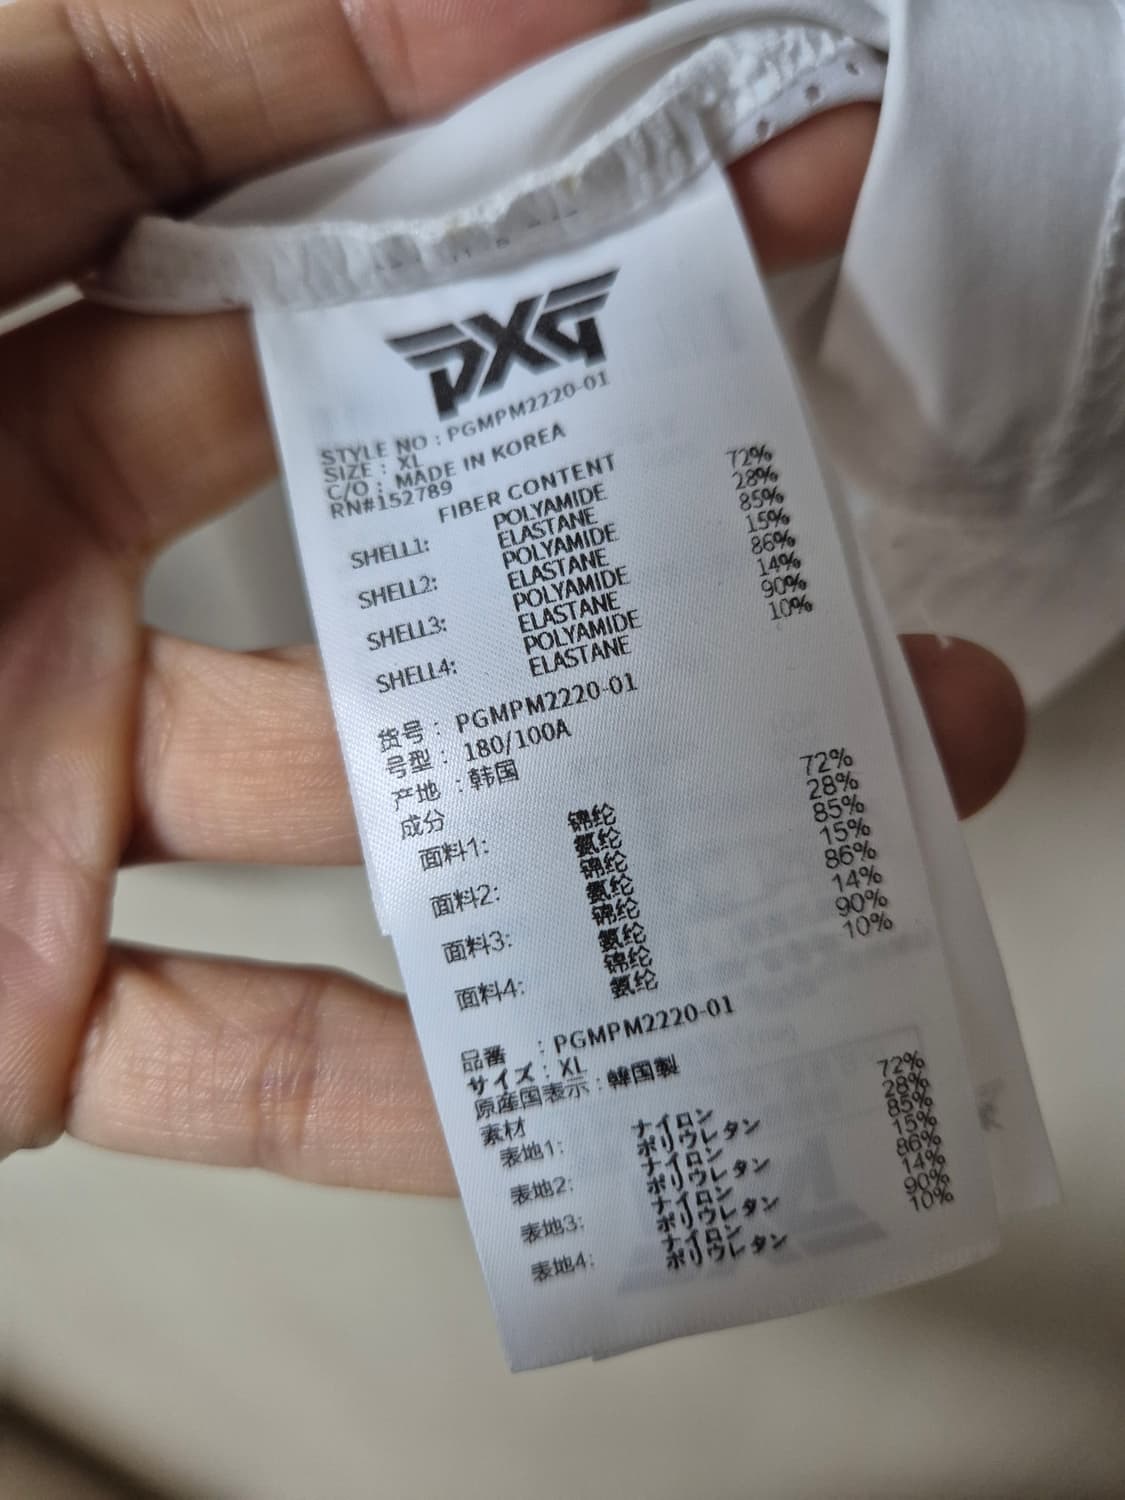 PXG
STYLE NO : PGMPM2220-01
SIZE : XL
C/O : MADE IN KOREA
RN#152789
FIBER CONTENT
SHELL1: POLYAMIDE 72%
ELASTANE 28%
SHELL2: POLYAMIDE 85%
ELASTANE 15%
SHELL3: POLYAMIDE 86%
ELASTANE 14%
SHELL4: POLYAMIDE 90%
ELASTANE 10%
货号 : PGMPM2220-01
号型 : 180/100A
产地 : 韩国
成分
面料1: 锦纶 72%
氨纶 28%
面料2: 锦纶 85%
氨纶 15%
面料3: 锦纶 86%
氨纶 14%
面料4: 锦纶 90%
氨纶 10%
品番 : PGMPM2220-01
サイズ : XL
原産国表示 : 韓国製
素材
表地1: ナイロン 72%
ポリウレタン 28%
表地2: ナイロン 85%
ポリウレタン 15%
表地3: ナイロン 86%
ポリウレタン 14%
表地4: ナイロン 90%
ポリウレタン 10%